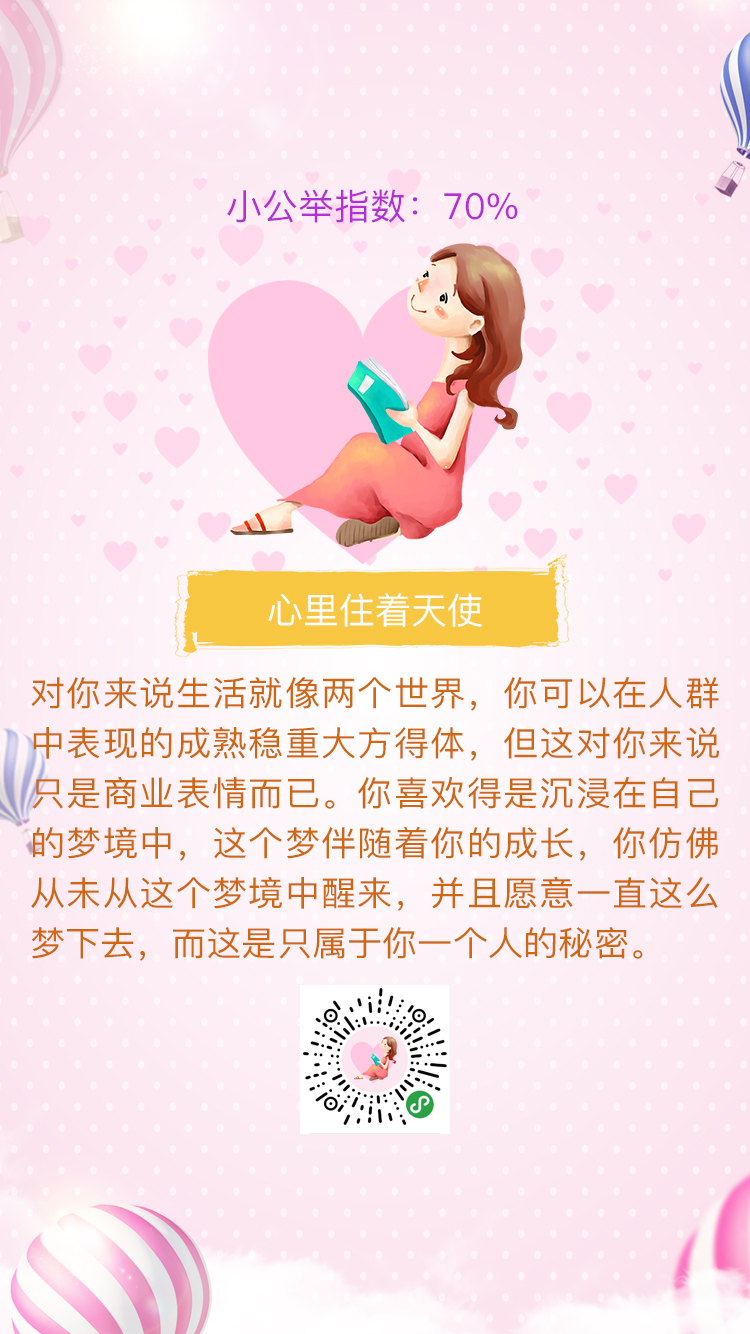 小公举指数：70%
心里住着天使
对你来说生活就像两个世界，你可以在人群
中表现的成熟稳重大方得体，但这对你来说
只是商业表情而已。你喜欢得是沉浸在自己
的梦境中，这个梦伴随着你的成长，你仿佛
从未从这个梦境中醒来，并且愿意一直这么
梦下去，而这是只属于你一个人的秘密。